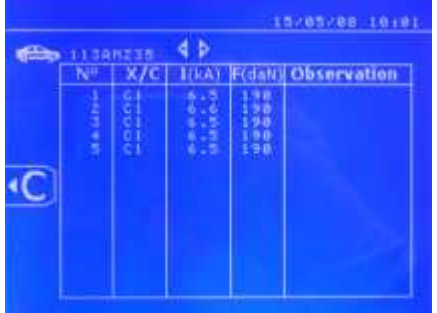 15/05/08 10:01
113AMZ35
Nº X/C I(kA) F(daN) Observation
1 C1 6.5 190
2 C1 6.6 190
3 C1 6.5 190
4 C1 6.5 190
5 C1 6.5 190
C